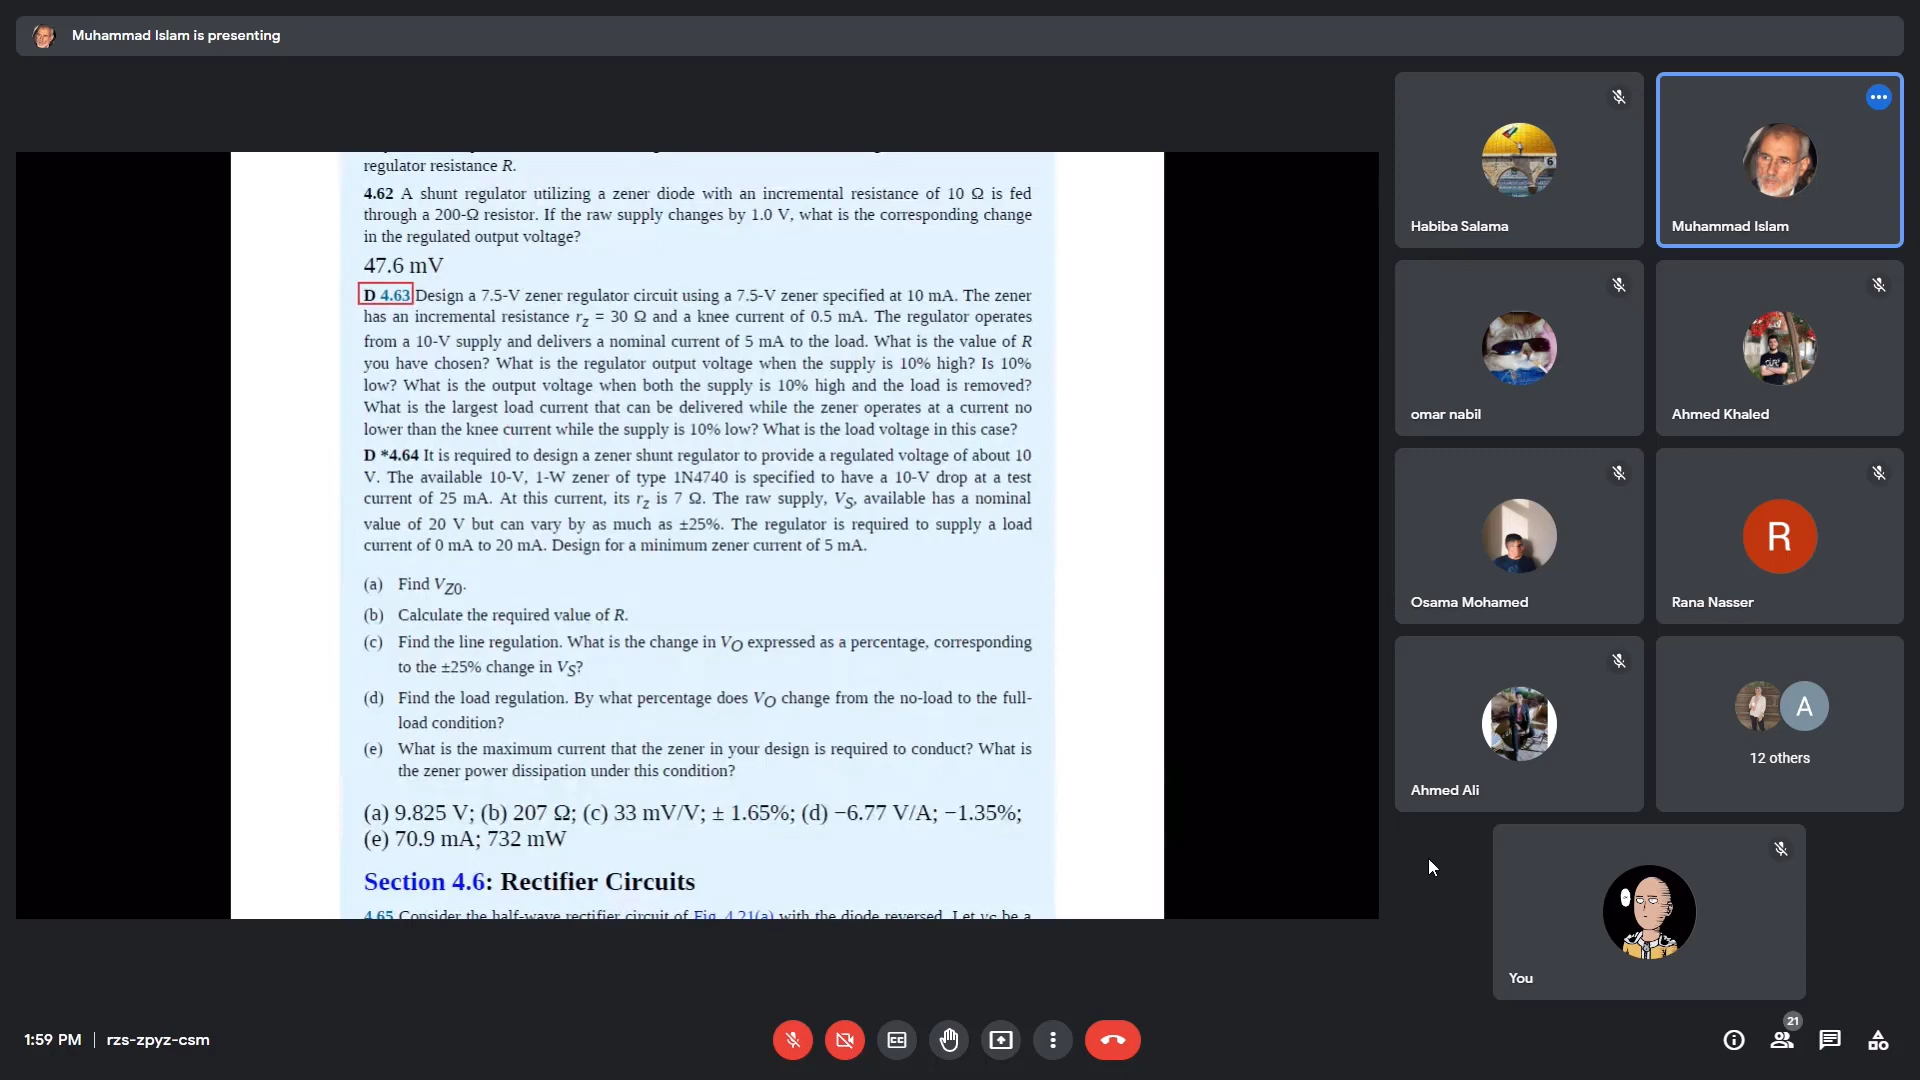 Muhammad Islam is presenting
regulator resistance R.
4.62 A shunt regulator utilizing a zener diode with an incremental resistance of 10 Ω is fed
through a 200-Ω resistor. If the raw supply changes by 1.0 V, what is the corresponding change
in the regulated output voltage?
47.6 mV
D 4.63 Design a 7.5-V zener regulator circuit using a 7.5-V zener specified at 10 mA. The zener
has an incremental resistance rz = 30 Ω and a knee current of 0.5 mA. The regulator operates
from a 10-V supply and delivers a nominal current of 5 mA to the load. What is the value of R
you have chosen? What is the regulator output voltage when the supply is 10% high? Is 10%
low? What is the output voltage when both the supply is 10% high and the load is removed?
What is the largest load current that can be delivered while the zener operates at a current no
lower than the knee current while the supply is 10% low? What is the load voltage in this case?
D *4.64 It is required to design a zener shunt regulator to provide a regulated voltage of about 10
V. The available 10-V, 1-W zener of type 1N4740 is specified to have a 10-V drop at a test
current of 25 mA. At this current, its rz is 7 Ω. The raw supply, VS, available has a nominal
value of 20 V but can vary by as much as ±25%. The regulator is required to supply a load
current of 0 mA to 20 mA. Design for a minimum zener current of 5 mA.
(a) Find VZ0.
(b) Calculate the required value of R.
(c) Find the line regulation. What is the change in VO expressed as a percentage, corresponding
to the ±25% change in VS?
(d) Find the load regulation. By what percentage does VO change from the no-load to the full-
load condition?
(e) What is the maximum current that the zener in your design is required to conduct? What is
the zener power dissipation under this condition?
(a) 9.825 V; (b) 207 Ω; (c) 33 mV/V; ± 1.65%; (d) −6.77 V/A; −1.35%;
(e) 70.9 mA; 732 mW
Section 4.6: Rectifier Circuits
4.65 Consider the half-wave rectifier circuit of Fig. 4.21(a) with the diode reversed. Let vS be a
Habiba Salama
Muhammad Islam
omar nabil
Ahmed Khaled
Osama Mohamed
R
Rana Nasser
Ahmed Ali
A
12 others
You
1:59 PM | rzs-zpyz-csm
21